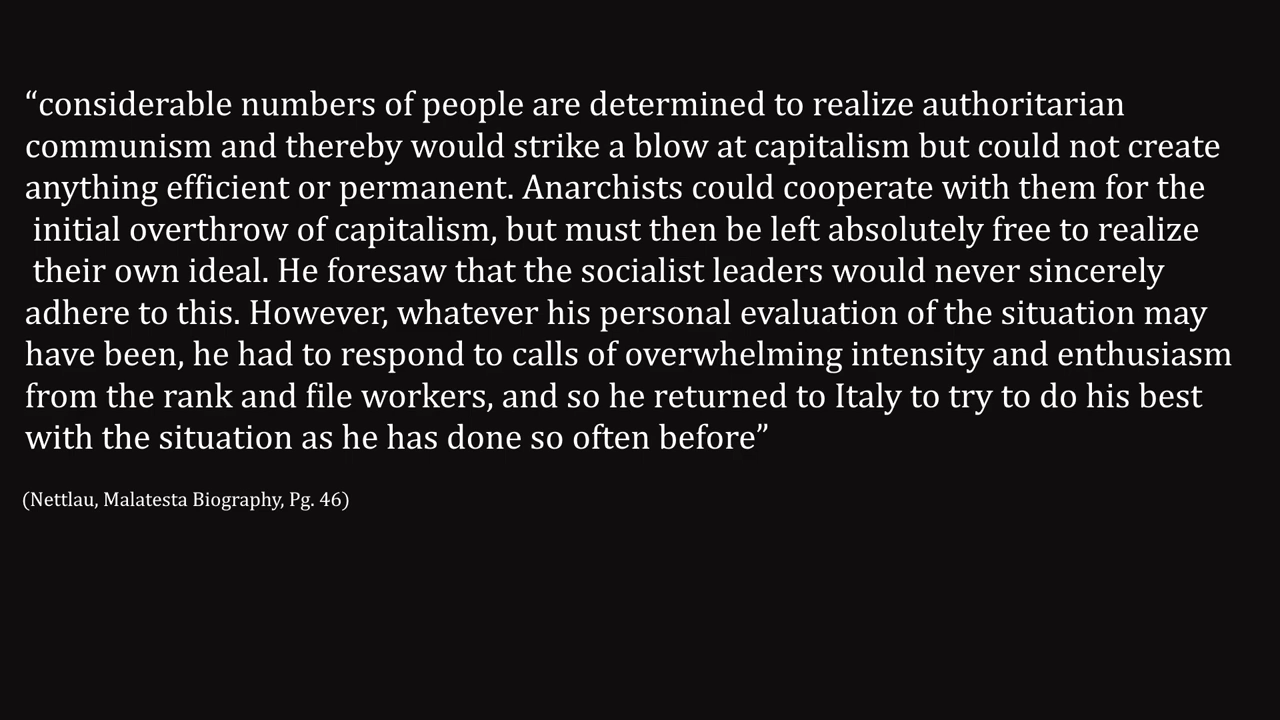 “considerable numbers of people are determined to realize authoritarian
communism and thereby would strike a blow at capitalism but could not create
anything efficient or permanent. Anarchists could cooperate with them for the
initial overthrow of capitalism, but must then be left absolutely free to realize
their own ideal. He foresaw that the socialist leaders would never sincerely
adhere to this. However, whatever his personal evaluation of the situation may
have been, he had to respond to calls of overwhelming intensity and enthusiasm
from the rank and file workers, and so he returned to Italy to try to do his best
with the situation as he has done so often before”
(Nettlau, Malatesta Biography, Pg. 46)